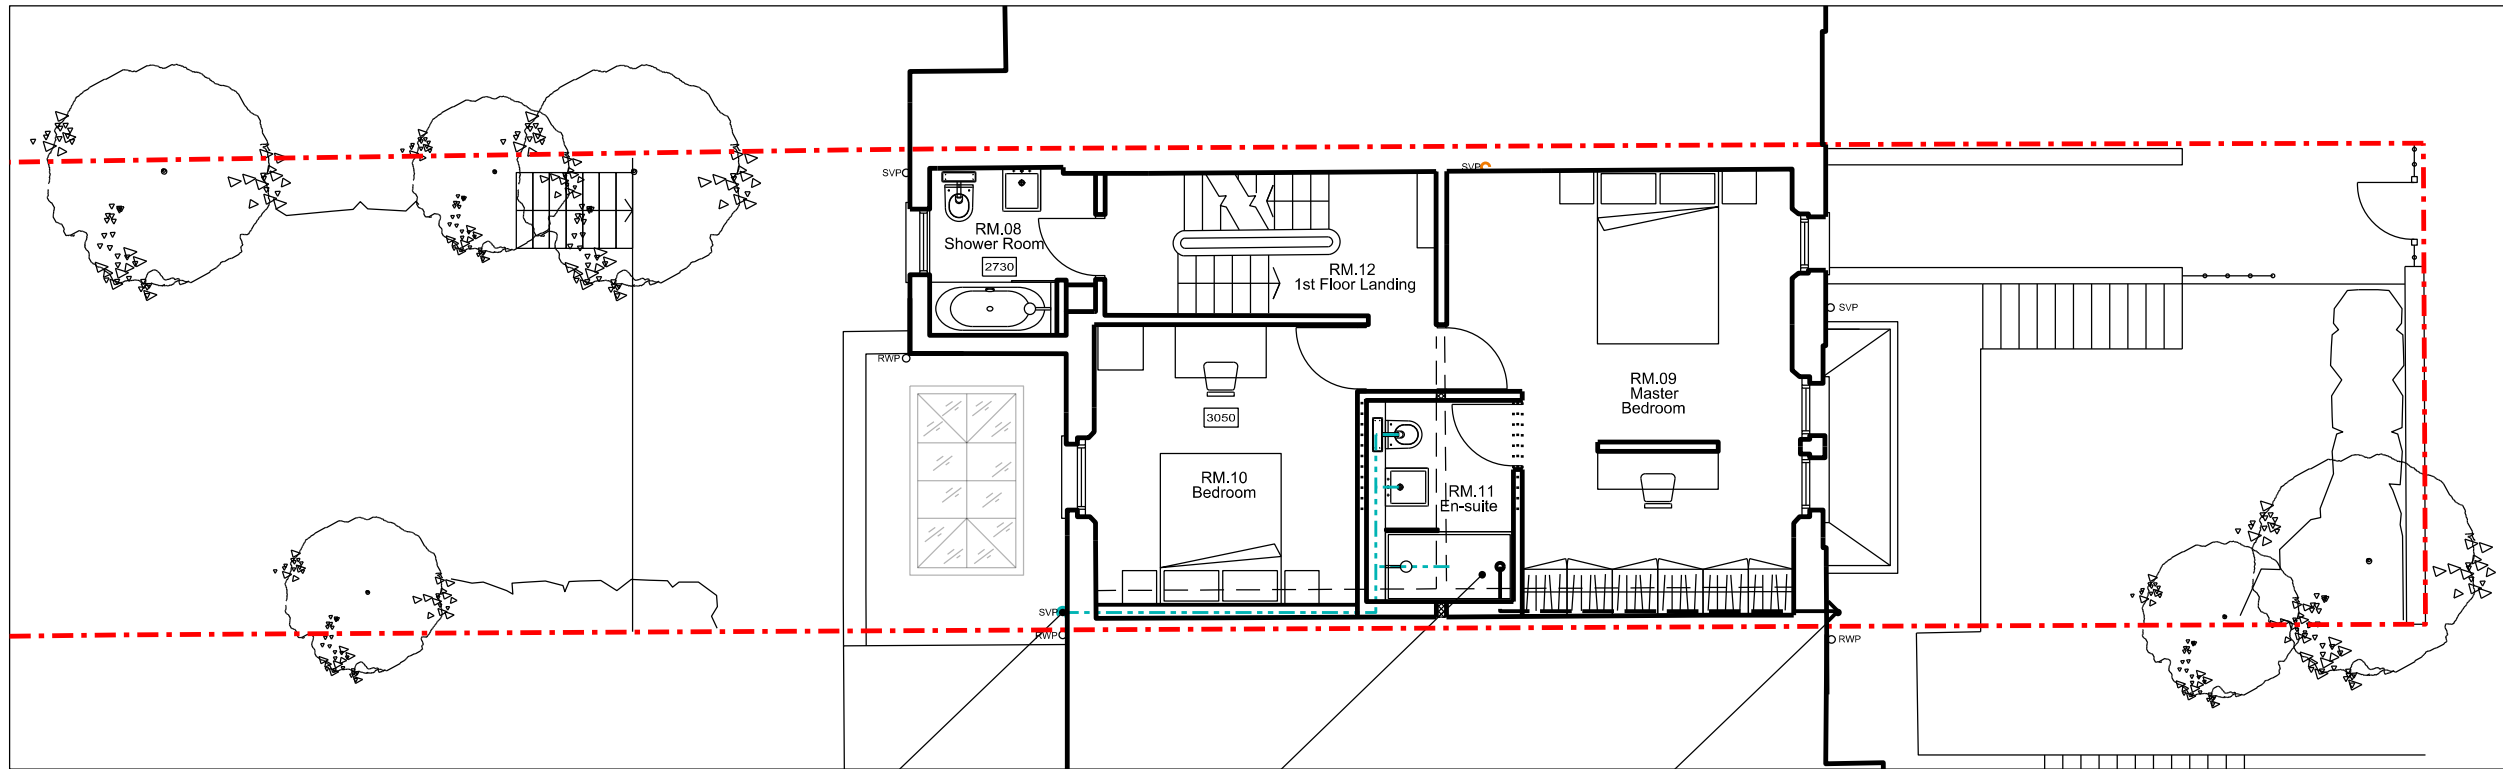 SVP
SVP
RM.08
Shower Room
2730
RM.12
1st Floor Landing
SVP
RWP
RM.09
Master
Bedroom
3050
RM.10
Bedroom
RM.11
En-suite
SVP
RWP
RWP